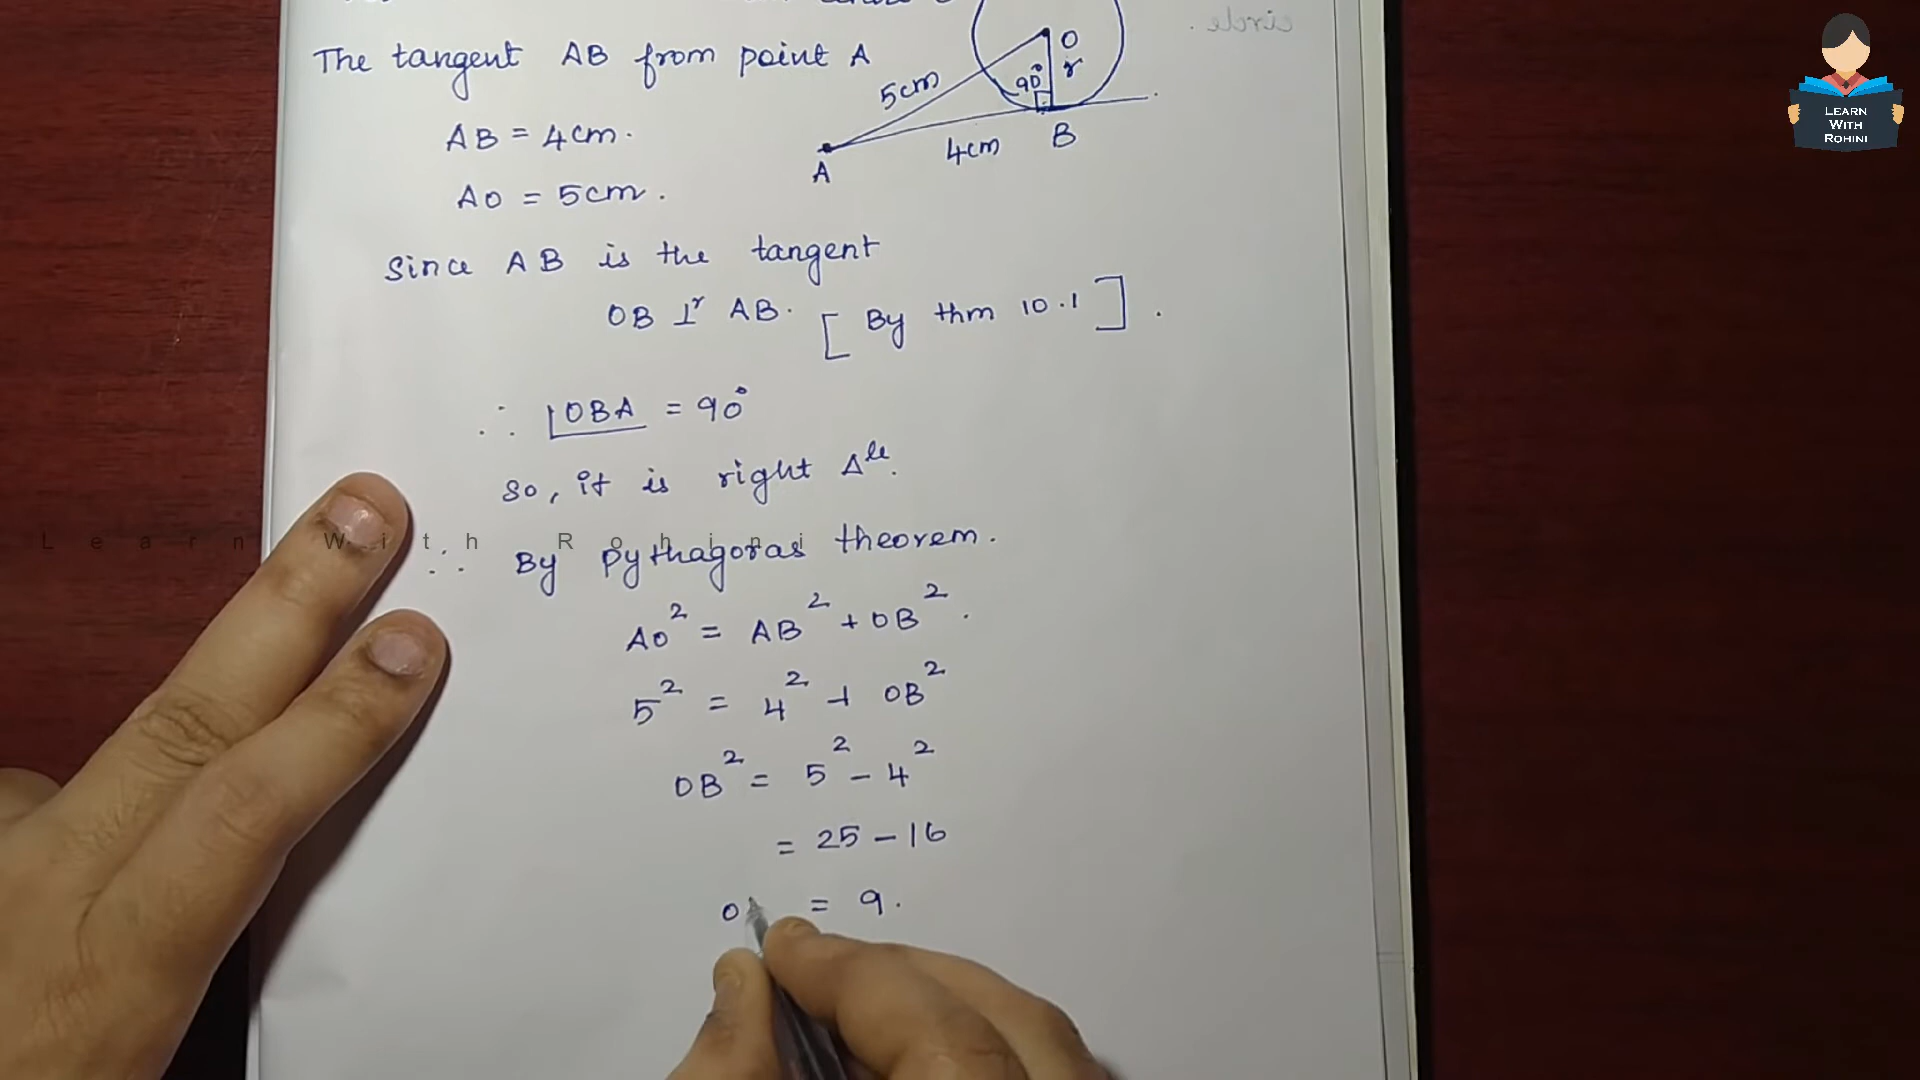 The tangent AB from point A
AB = 4cm.
AO = 5cm.
O
r
90°
5cm
4cm
B
A
circle.
LEARN
WITH
ROHINI
Since AB is the tangent
OB ⊥r AB. [By thm 10.1].
∴ ∠OBA = 90°
So, it is right Δle.
Learn With Rohini
∴ By Pythagoras theorem.
AO² = AB² + OB².
5² = 4² + OB²
OB² = 5² - 4²
= 25 - 16
O = 9.